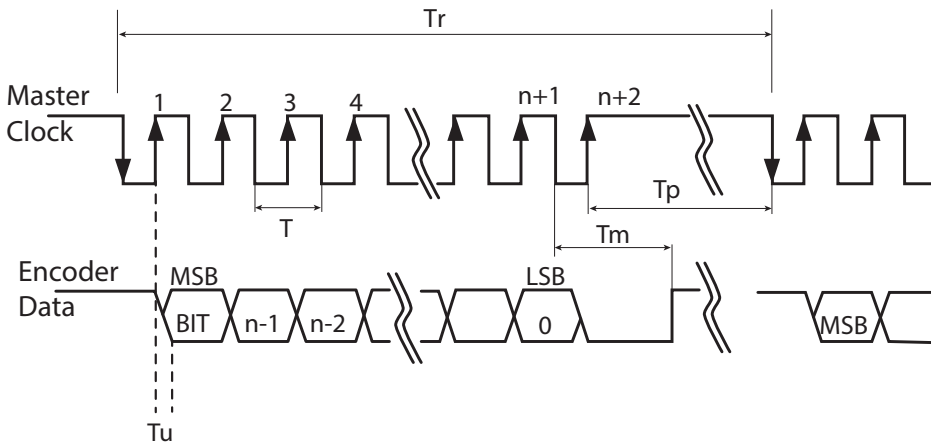 Tr
Master
Clock
1 2 3 4 n+1 n+2
T
Tp
Tm
Encoder
Data
MSB LSB
BIT n-1 n-2 0 MSB
Tu